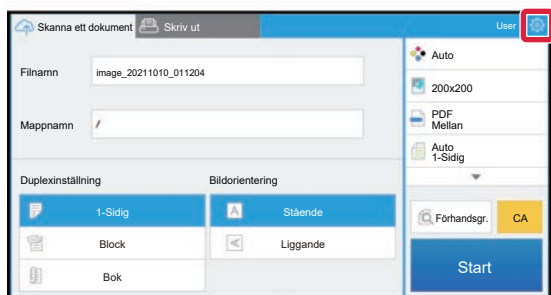 Skanna ett dokument
Skriv ut
User
Filnamn
image_20211010_011204
Mappnamn
/
Duplexinställning
Bildorientering
1-Sidig
Block
Bok
A
Stående
Liggande
Auto
200x200
PDF
Mellan
Auto
1-Sidig
Förhandsgr.
CA
Start